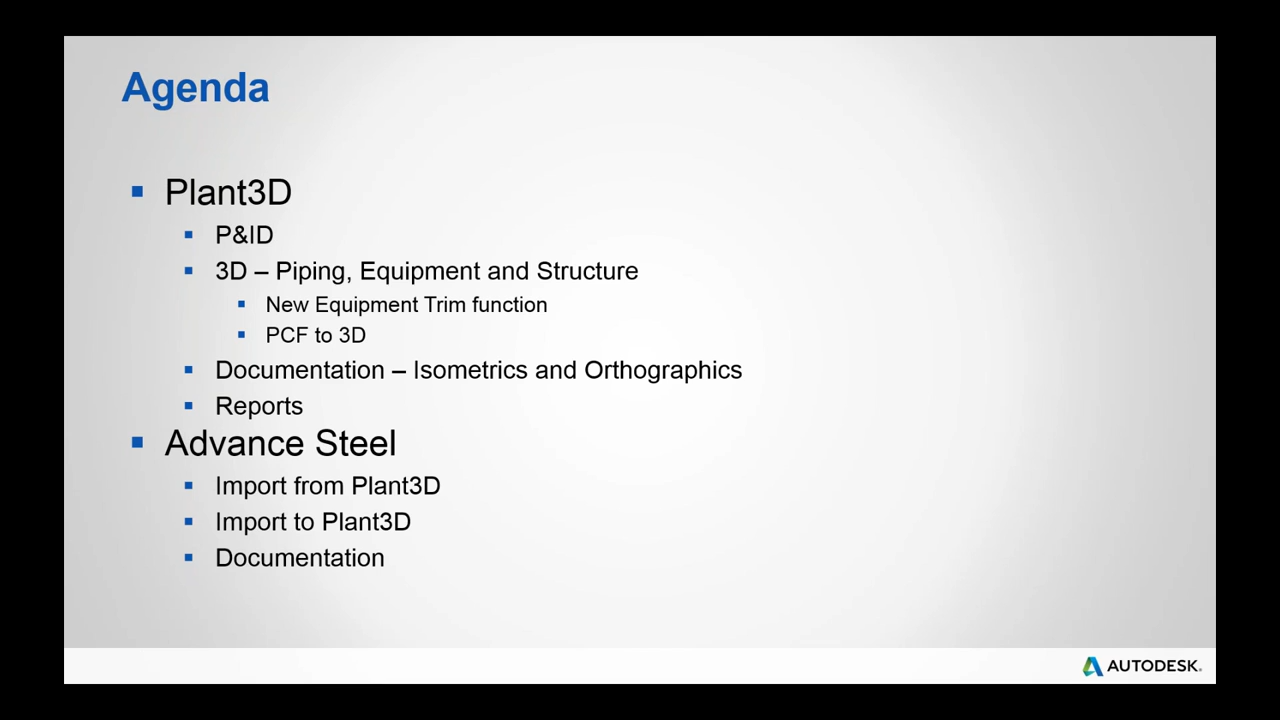 Agenda
Plant3D
P&ID
3D – Piping, Equipment and Structure
New Equipment Trim function
PCF to 3D
Documentation – Isometrics and Orthographics
Reports
Advance Steel
Import from Plant3D
Import to Plant3D
Documentation
AUTODESK.